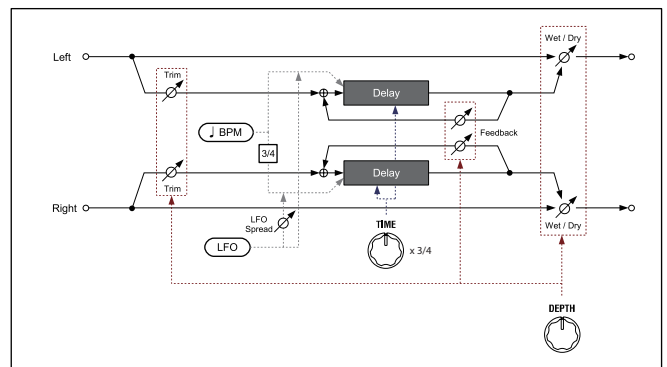 Wet / Dry
Left
Trim
Delay
♩ BPM
Feedback
3/4
Delay
Trim
Right
LFO
Spread
TIME
Wet / Dry
LFO
x 3/4
DEPTH